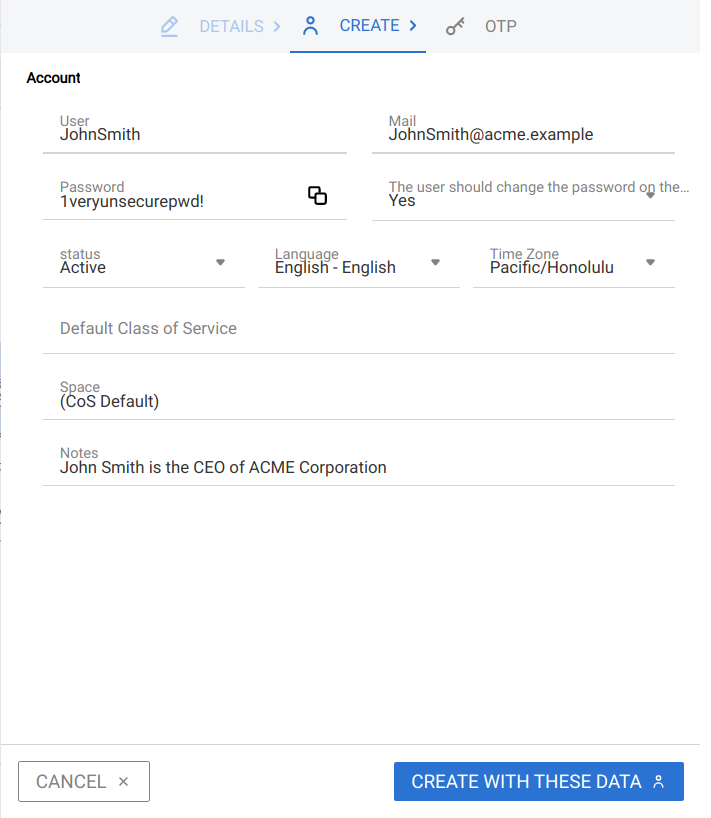 DETAILS
CREATE
OTP
Account
User
JohnSmith
Mail
JohnSmith@acme.example
Password
1veryunsecurepwd!
The user should change the password on the...
Yes
status
Active
Language
English - English
Time Zone
Pacific/Honolulu
Default Class of Service
Space
(CoS Default)
Notes
John Smith is the CEO of ACME Corporation
CANCEL
CREATE WITH THESE DATA